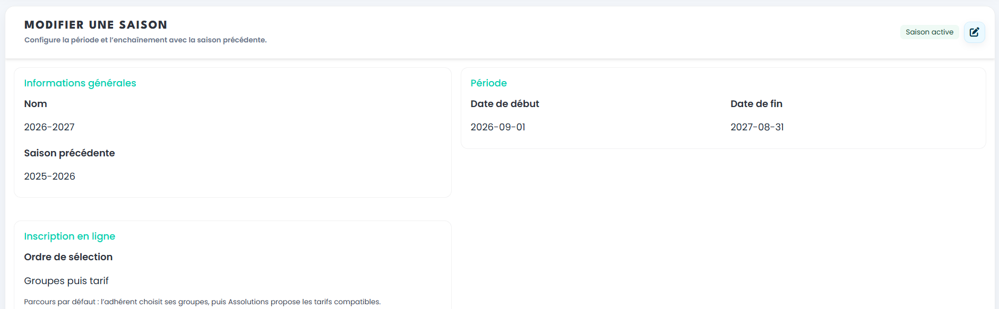 MODIFIER UNE SAISON
Configure la période et l’enchaînement avec la saison précédente.
Saison active
Informations générales
Nom
2026-2027
Saison précédente
2025-2026
Période
Date de début
2026-09-01
Date de fin
2027-08-31
Inscription en ligne
Ordre de sélection
Groupes puis tarif
Parcours par défaut : l’adhérent choisit ses groupes, puis Assolutions propose les tarifs compatibles.